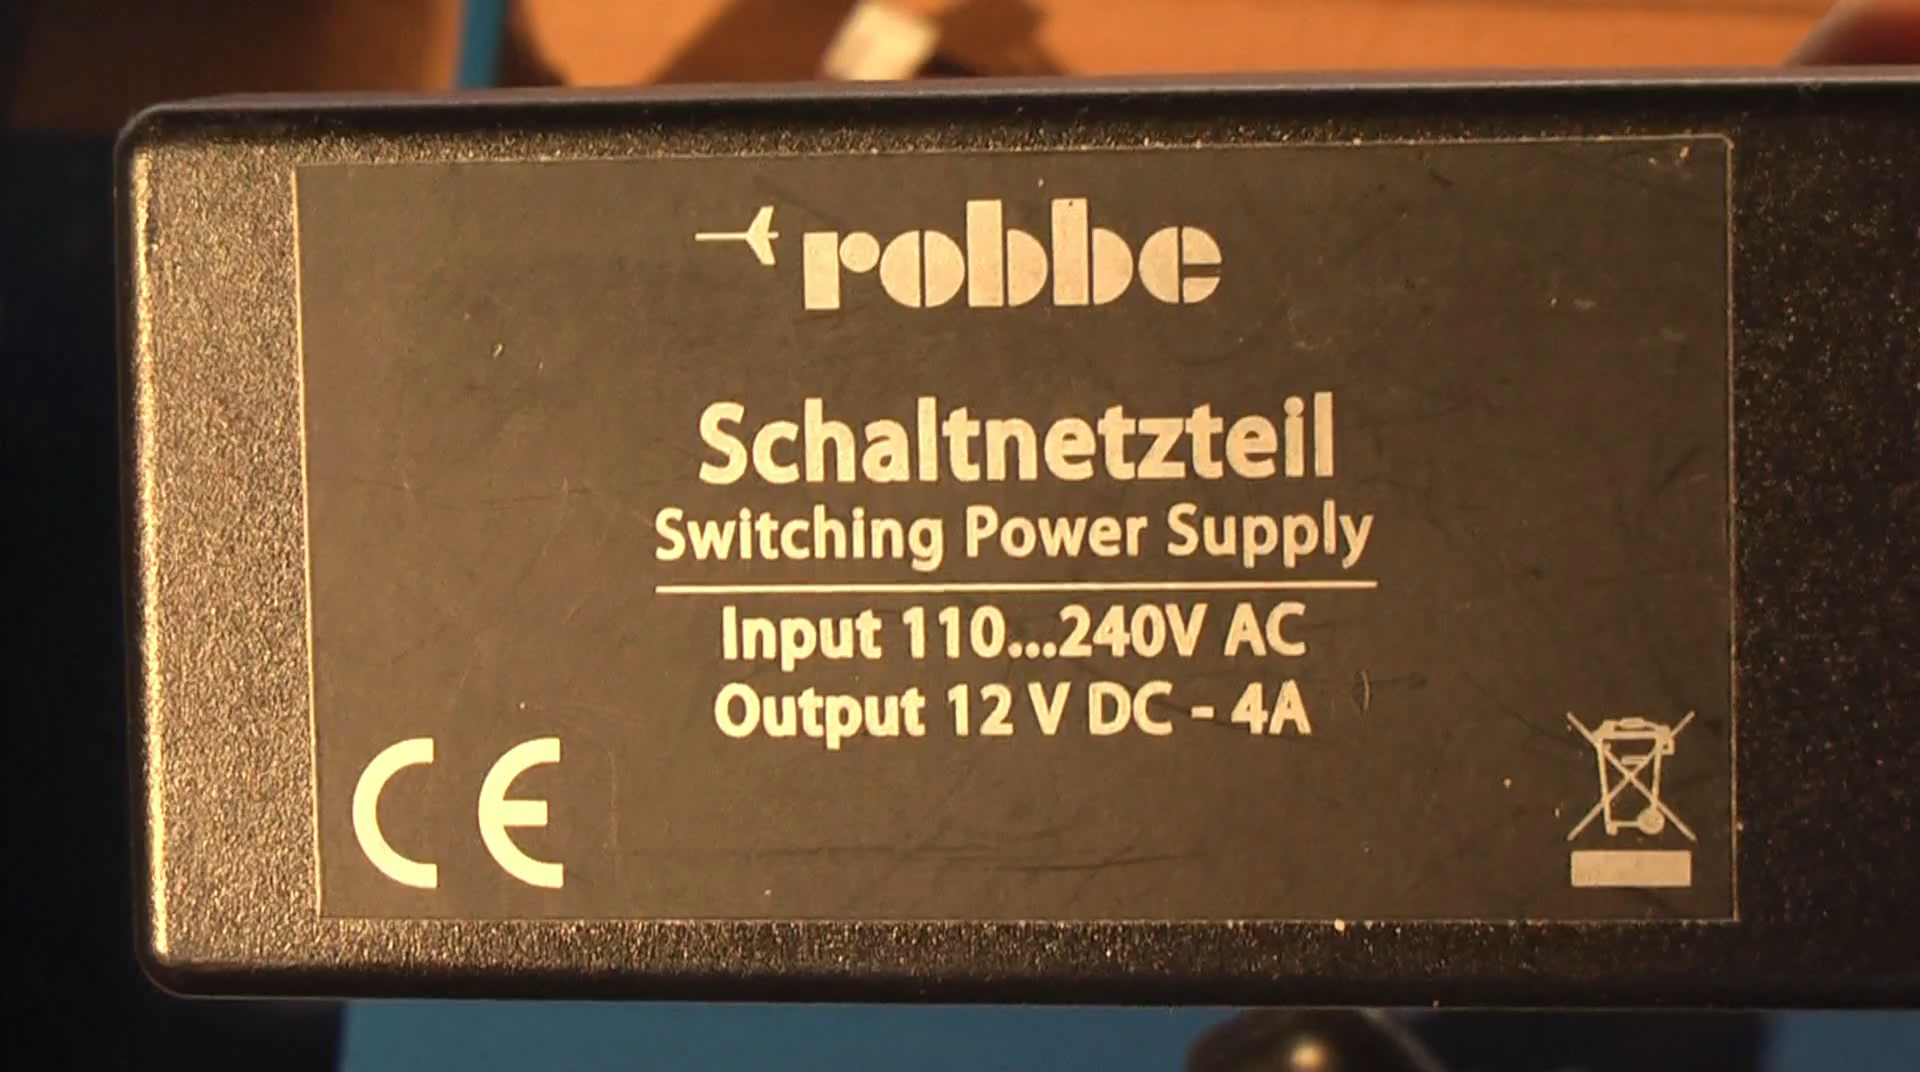 robbe
Schaltnetzteil
Switching Power Supply
Input 110...240V AC
Output 12 V DC - 4A
CE